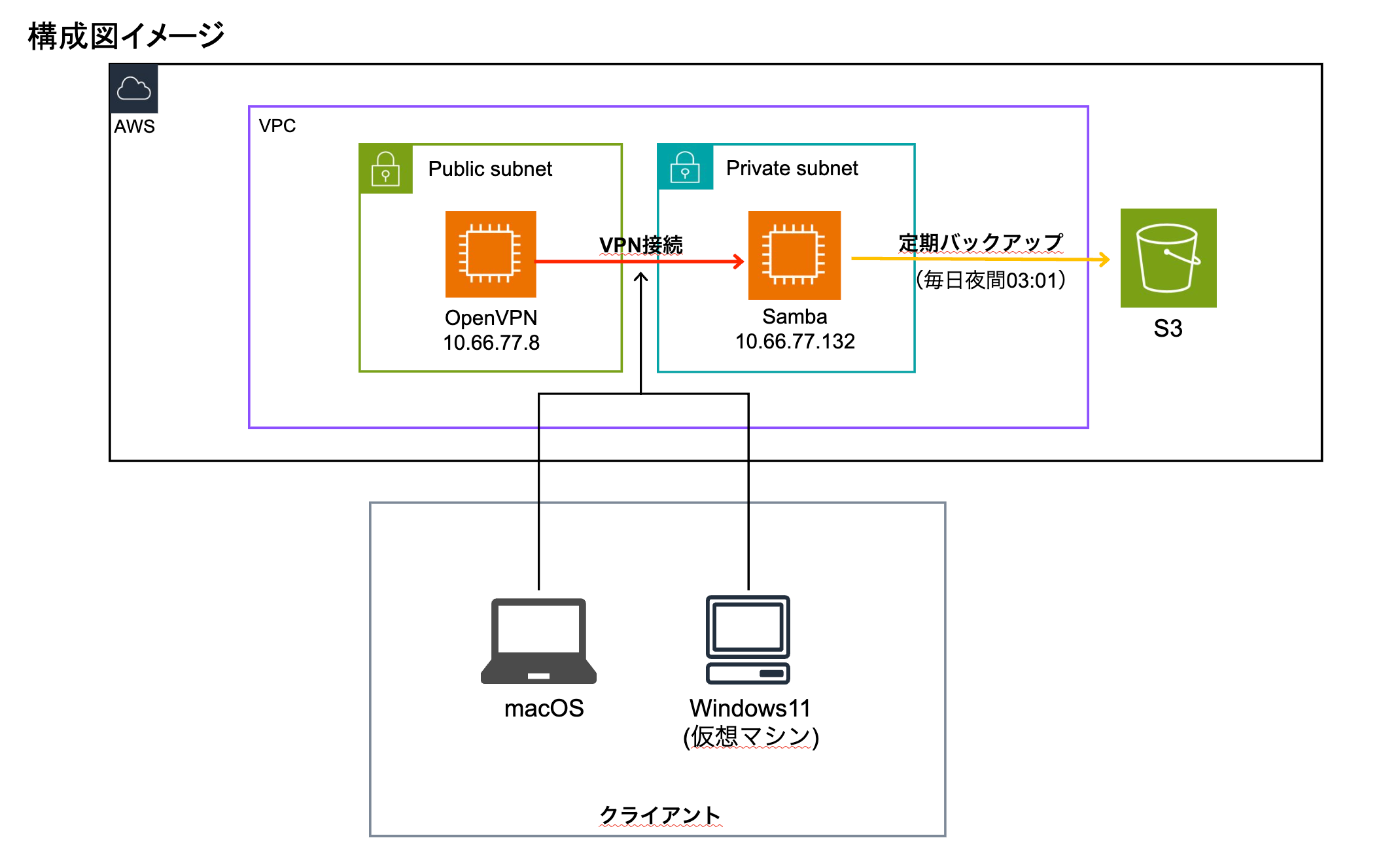 構成図イメージ
AWS
VPC
Public subnet
Private subnet
VPN接続
定期バックアップ
（毎日夜間03:01）
OpenVPN
10.66.77.8
Samba
10.66.77.132
S3
macOS
Windows11
(仮想マシン)
クライアント